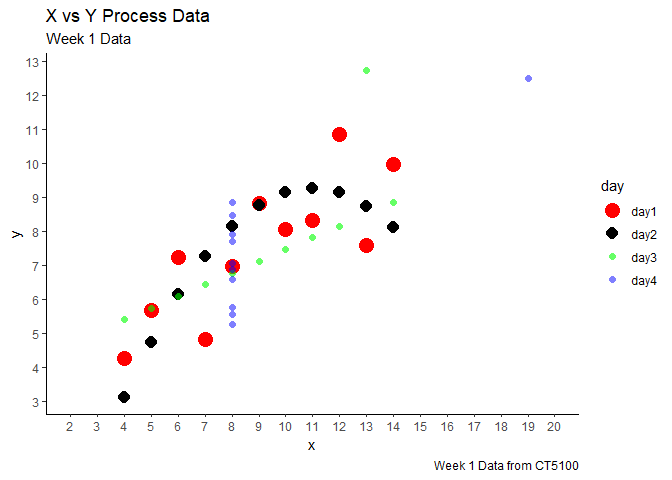 X vs Y Process Data
Week 1 Data
13
12
11
10
9
8
7
6
5
4
3
y
2 3 4 5 6 7 8 9 10 11 12 13 14 15 16 17 18 19 20
x
day
day1
day2
day3
day4
Week 1 Data from CT5100